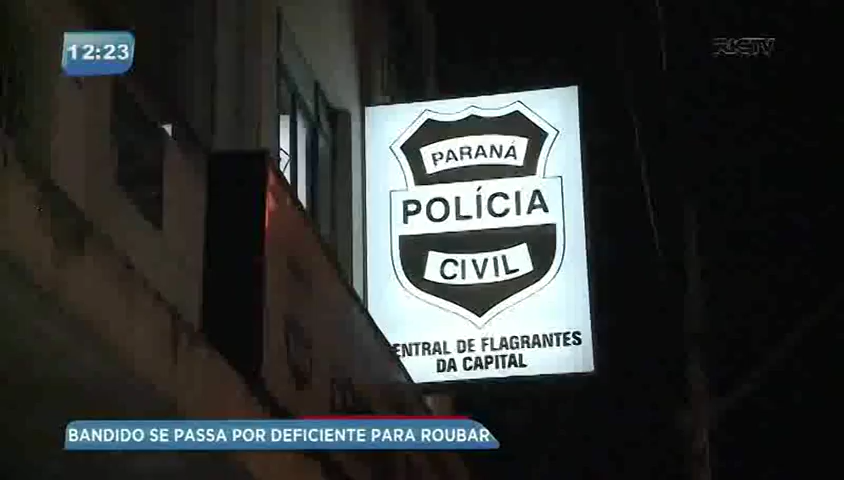 12:23
RICTV
PARANÁ
POLÍCIA
CIVIL
ENTRAL DE FLAGRANTES
DA CAPITAL
BANDIDO SE PASSA POR DEFICIENTE PARA ROUBAR